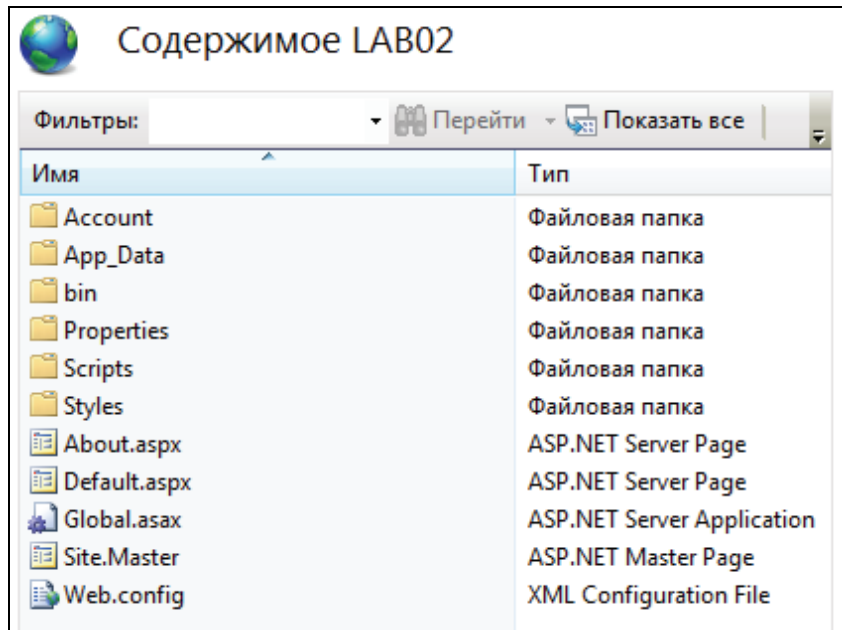 Содержимое LAB02
Фильтры: Перейти Показать все
Имя Тип
Account Файловая папка
App_Data Файловая папка
bin Файловая папка
Properties Файловая папка
Scripts Файловая папка
Styles Файловая папка
About.aspx ASP.NET Server Page
Default.aspx ASP.NET Server Page
Global.asax ASP.NET Server Application
Site.Master ASP.NET Master Page
Web.config XML Configuration File